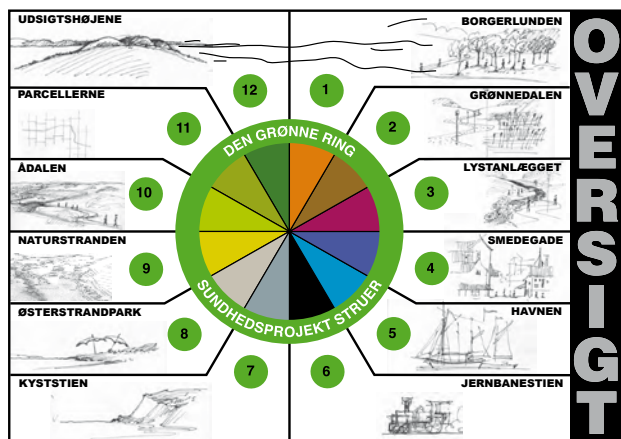 UDSIGTSHØJENE
BORGERLUNDEN
12
1
PARCELLERNE
GRØNNEDALEN
11
2
DEN GRØNNE RING
ÅDALEN
LYSTANLÆGGET
10
3
NATURSTRANDEN
SMEDEGADE
9
4
SUNDHEDSPROJEKT STRUER
ØSTERSTRANDPARK
HAVNEN
8
5
7
6
KYSTSTIEN
JERNBANESTIEN
OVERSIGT